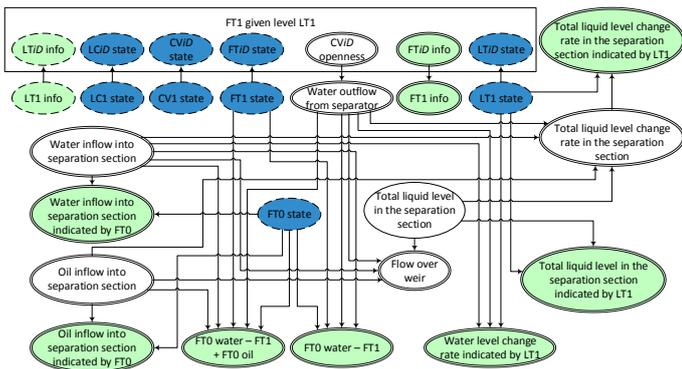 FT1 given level LT1
LTiD info
LCiD state
CViD
state
FTiD state
CViD
openness
FTiD info
LTiD state
Total liquid level change
rate in the separation
section indicated by LT1
LT1 info
LC1 state
CV1 state
FT1 state
Water outflow
from separator
FT1 info
LT1 state
Total liquid level change
rate in the separation
section
Water inflow into
separation section
Water inflow into
separation section
indicated by FT0
FT0 state
Total liquid level
in the separation
section
Oil inflow into
separation section
Flow over
weir
Total liquid level in the
separation section
indicated by LT1
Oil inflow into
separation section
indicated by FT0
FT0 water – FT1
+ FT0 oil
FT0 water – FT1
Water level change
rate indicated by LT1